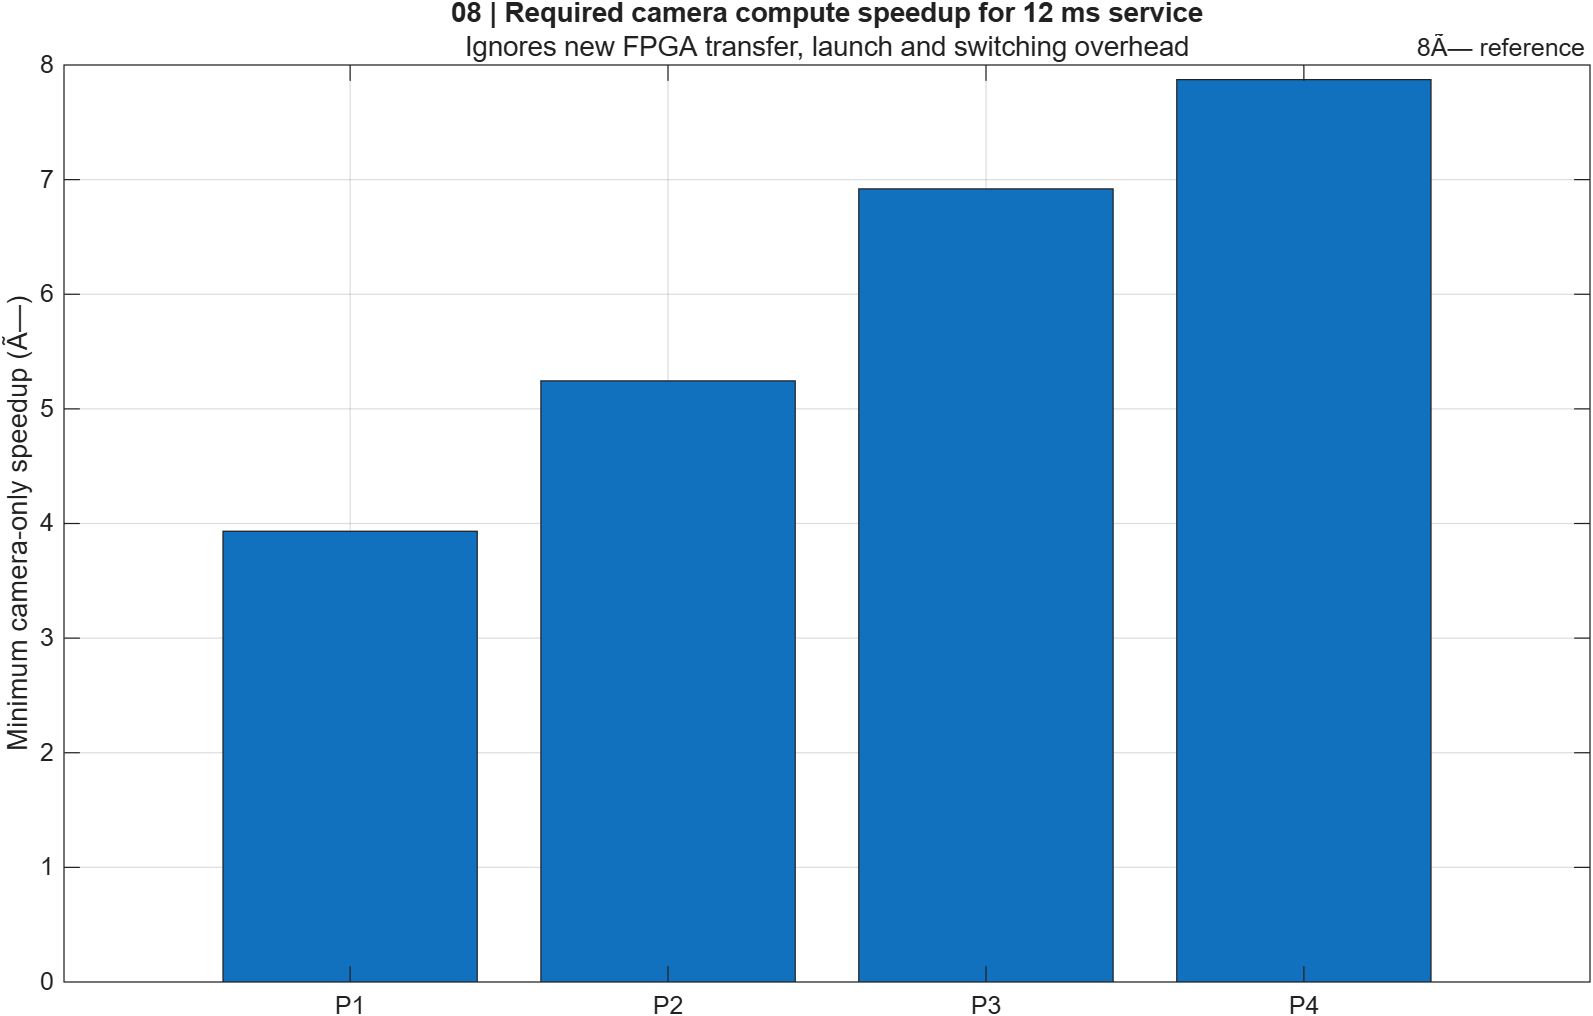 08 | Required camera compute speedup for 12 ms service
Ignores new FPGA transfer, launch and switching overhead
8Ã— reference
Minimum camera-only speedup (Ã—)
8
7
6
5
4
3
2
1
0
P1 P2 P3 P4